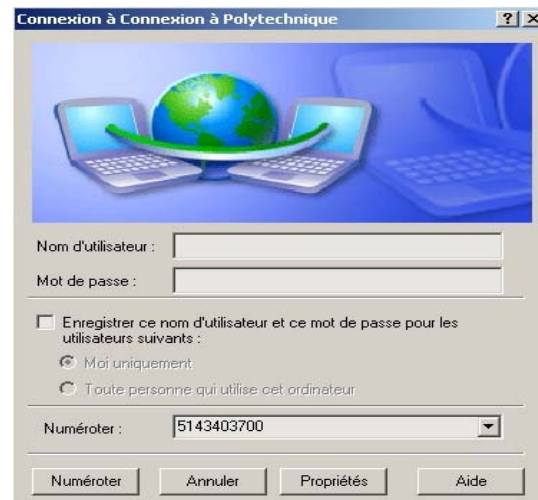 Connexion à Connexion à Polytechnique
Nom d'utilisateur :
Mot de passe :
Enregistrer ce nom d'utilisateur et ce mot de passe pour les
utilisateurs suivants :
Moi uniquement
Toute personne qui utilise cet ordinateur
Numéroter : 5143403700
Numéroter Annuler Propriétés Aide